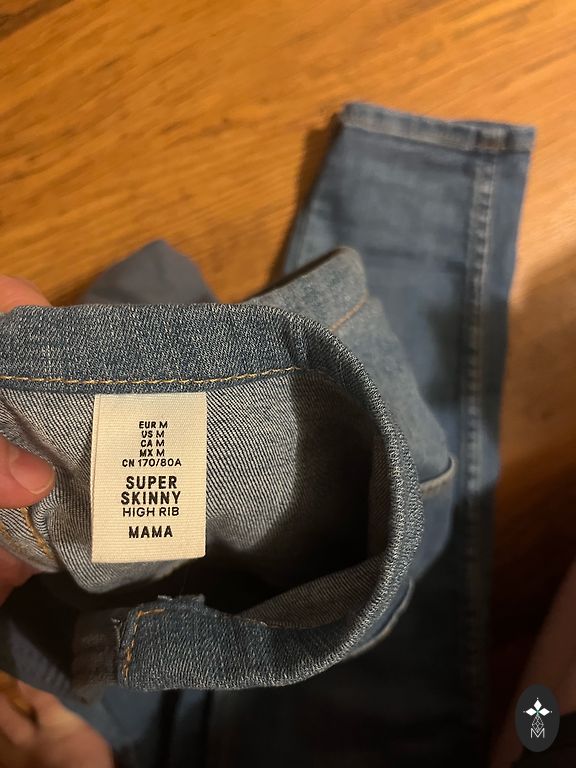 EUR M
US M
CA M
MX M
CN 170/80A
SUPER
SKINNY
HIGH RIB
MAMA
M